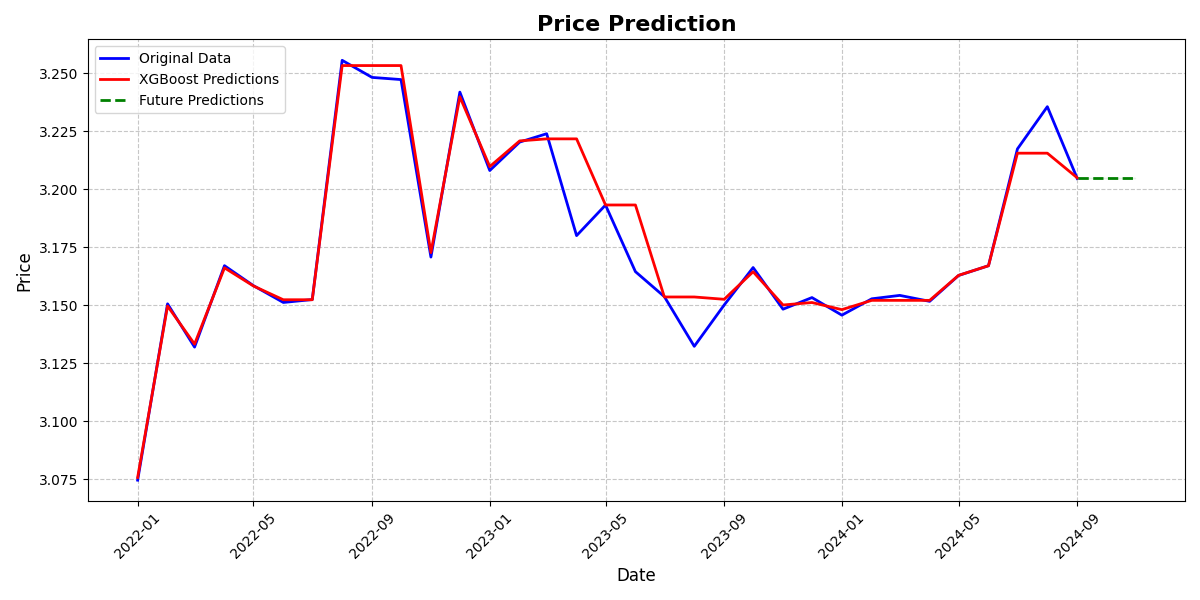 Price Prediction
Original Data
XGBoost Predictions
Future Predictions
Price
3.250
3.225
3.200
3.175
3.150
3.125
3.100
3.075
2022-01
2022-05
2022-09
2023-01
2023-05
2023-09
2024-01
2024-05
2024-09
Date